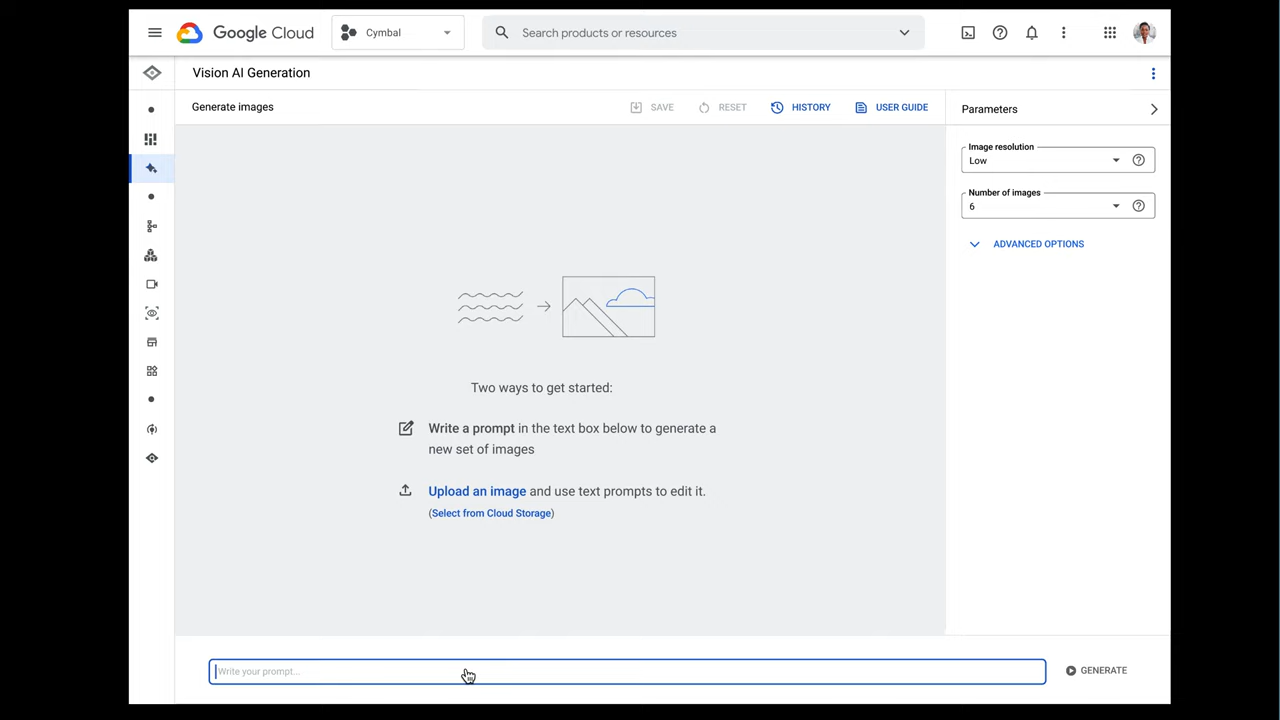 Google Cloud
Cymbal
Search products or resources
Vision AI Generation
Generate images
SAVE
RESET
HISTORY
USER GUIDE
Parameters
Image resolution
Low
Number of images
6
ADVANCED OPTIONS
Two ways to get started:
Write a prompt in the text box below to generate a
new set of images
Upload an image and use text prompts to edit it.
(Select from Cloud Storage)
Write your prompt...
GENERATE